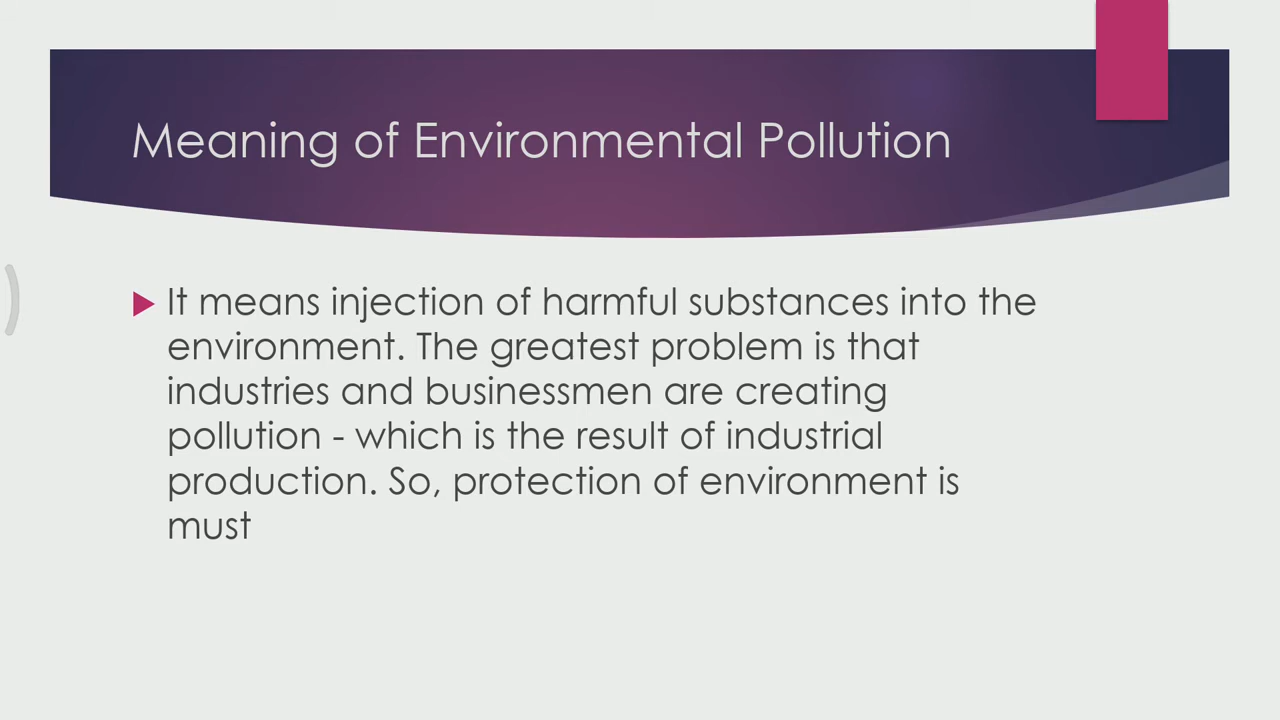 Meaning of Environmental Pollution
It means injection of harmful substances into the
environment. The greatest problem is that
industries and businessmen are creating
pollution - which is the result of industrial
production. So, protection of environment is
must